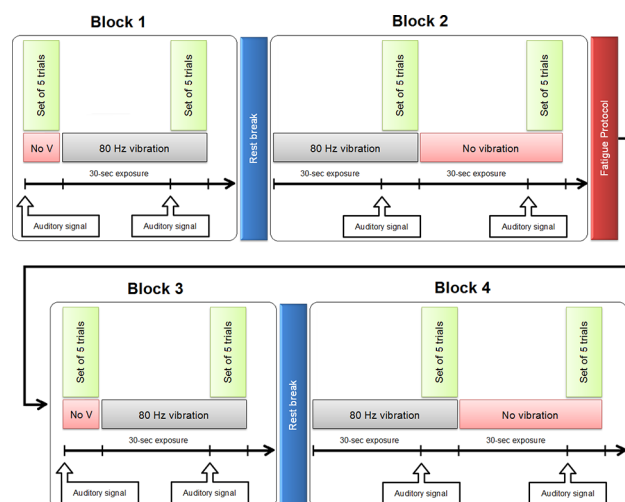 Block 1
Block 2
Set of 5 trials
Set of 5 trials
Set of 5 trials
Set of 5 trials
No V
80 Hz vibration
Rest break
80 Hz vibration
No vibration
Fatigue Protocol
30-sec exposure
30-sec exposure
30-sec exposure
Auditory signal
Auditory signal
Auditory signal
Auditory signal
Block 3
Block 4
Set of 5 trials
Set of 5 trials
Set of 5 trials
Set of 5 trials
No V
80 Hz vibration
Rest break
80 Hz vibration
No vibration
30-sec exposure
30-sec exposure
30-sec exposure
Auditory signal
Auditory signal
Auditory signal
Auditory signal